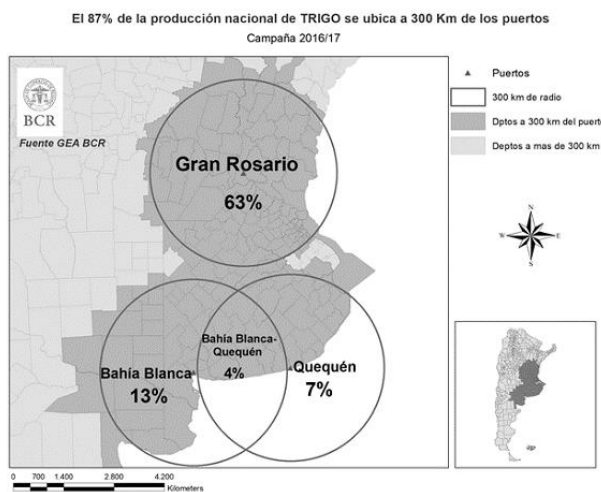 El 87% de la producción nacional de TRIGO se ubica a 300 Km de los puertos
Campaña 2016/17
BCR
Fuente GEA BCR
Puertos
300 km de radio
Dptos a 300 km del puerto
Deptos a mas de 300 km
Gran Rosario
63%
N
W
E
S
Bahía Blanca-
Quequén
4%
Bahía Blanca
13%
Quequén
7%
0 700 1.400 2.800 4.200
Kilometers